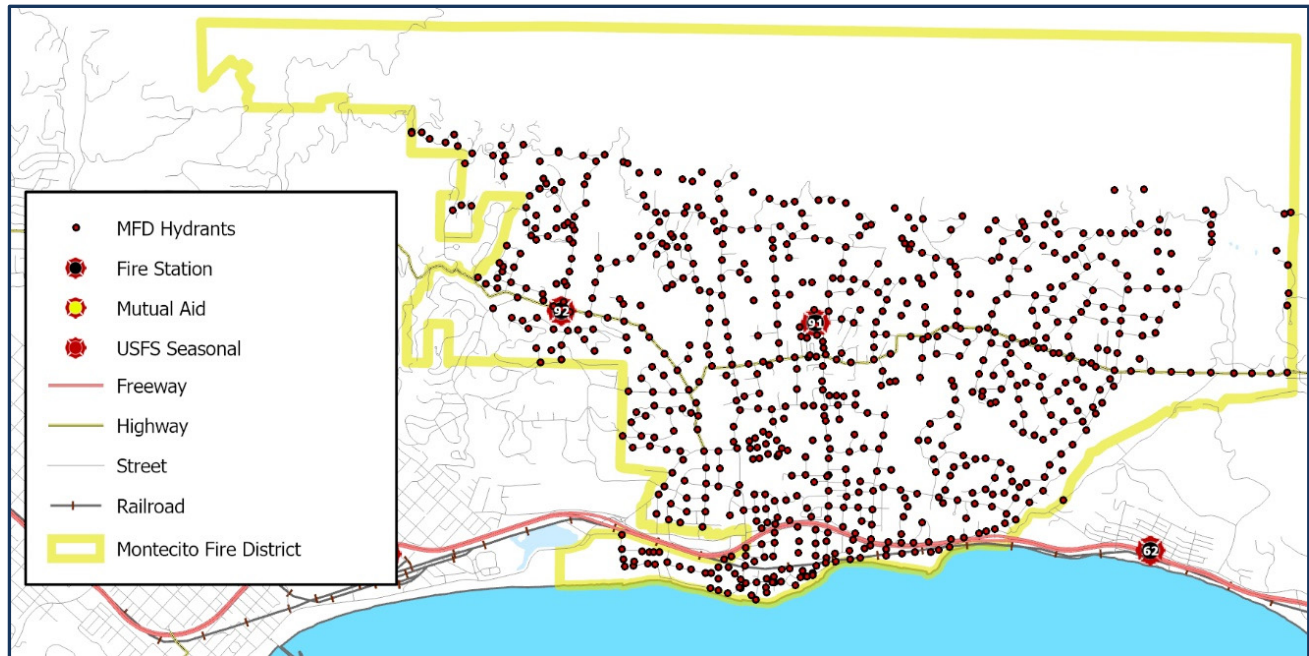 MFD Hydrants
Fire Station
Mutual Aid
USFS Seasonal
Freeway
Highway
Street
Railroad
Montecito Fire District
92
91
62